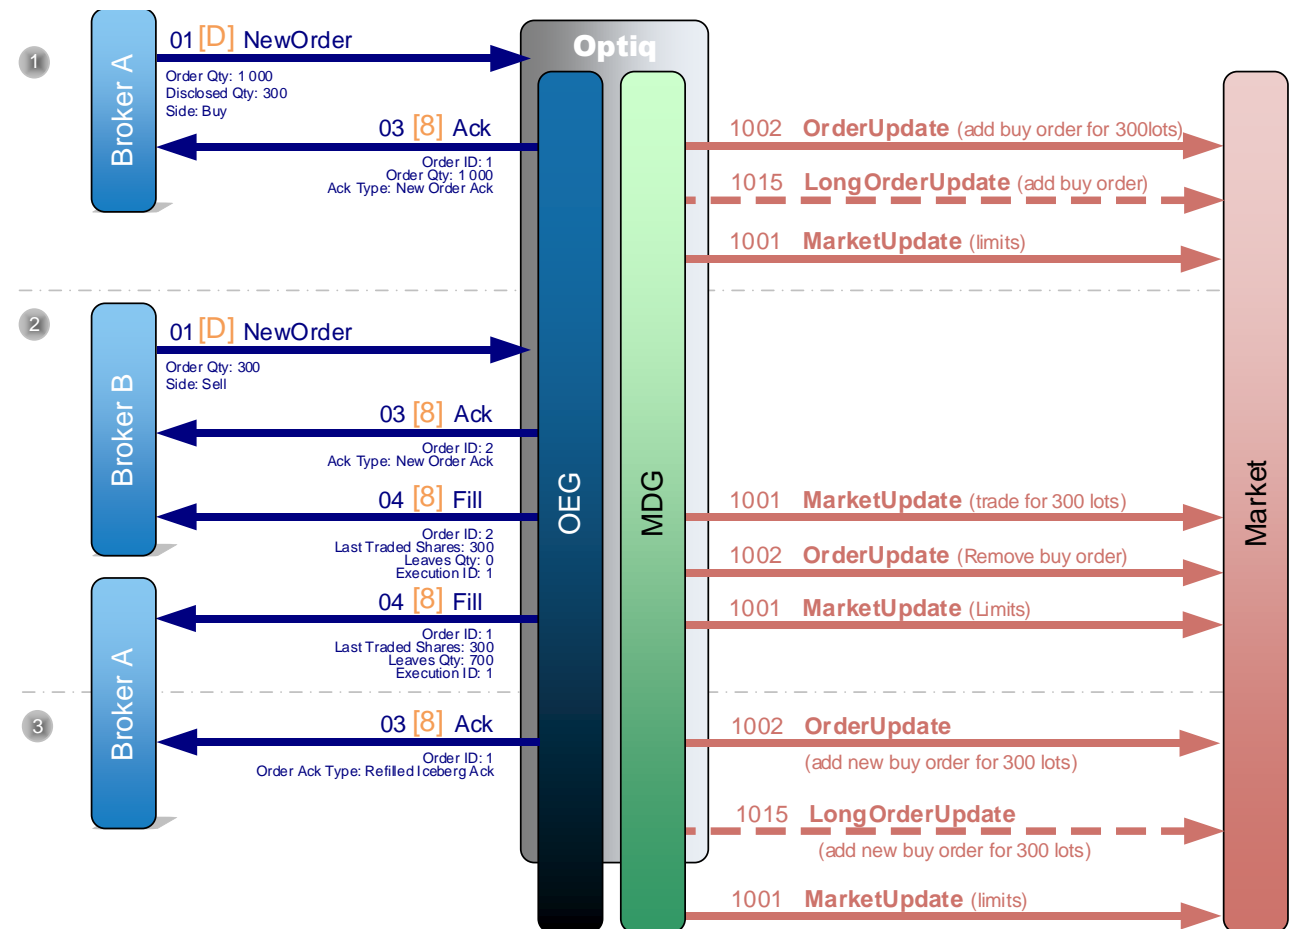 Optiq
1
Broker A
01 [D] NewOrder
Order Qty: 1 000
Disclosed Qty: 300
Side: Buy
03 [8] Ack
Order ID: 1
Order Qty: 1 000
Ack Type: New Order Ack
1002 OrderUpdate (add buy order for 300lots)
1015 LongOrderUpdate (add buy order)
1001 MarketUpdate (limits)
2
Broker B
01 [D] NewOrder
Order Qty: 300
Side: Sell
03 [8] Ack
Order ID: 2
Ack Type: New Order Ack
04 [8] Fill
Order ID: 2
Last Traded Shares: 300
Leaves Qty: 0
Execution ID: 1
OEG
MDG
1001 MarketUpdate (trade for 300 lots)
1002 OrderUpdate (Remove buy order)
1001 MarketUpdate (Limits)
Market
Broker A
04 [8] Fill
Order ID: 1
Last Traded Shares: 300
Leaves Qty: 700
Execution ID: 1
3
03 [8] Ack
Order ID: 1
Order Ack Type: Refilled Iceberg Ack
1002 OrderUpdate
(add new buy order for 300 lots)
1015 LongOrderUpdate
(add new buy order for 300 lots)
1001 MarketUpdate (limits)